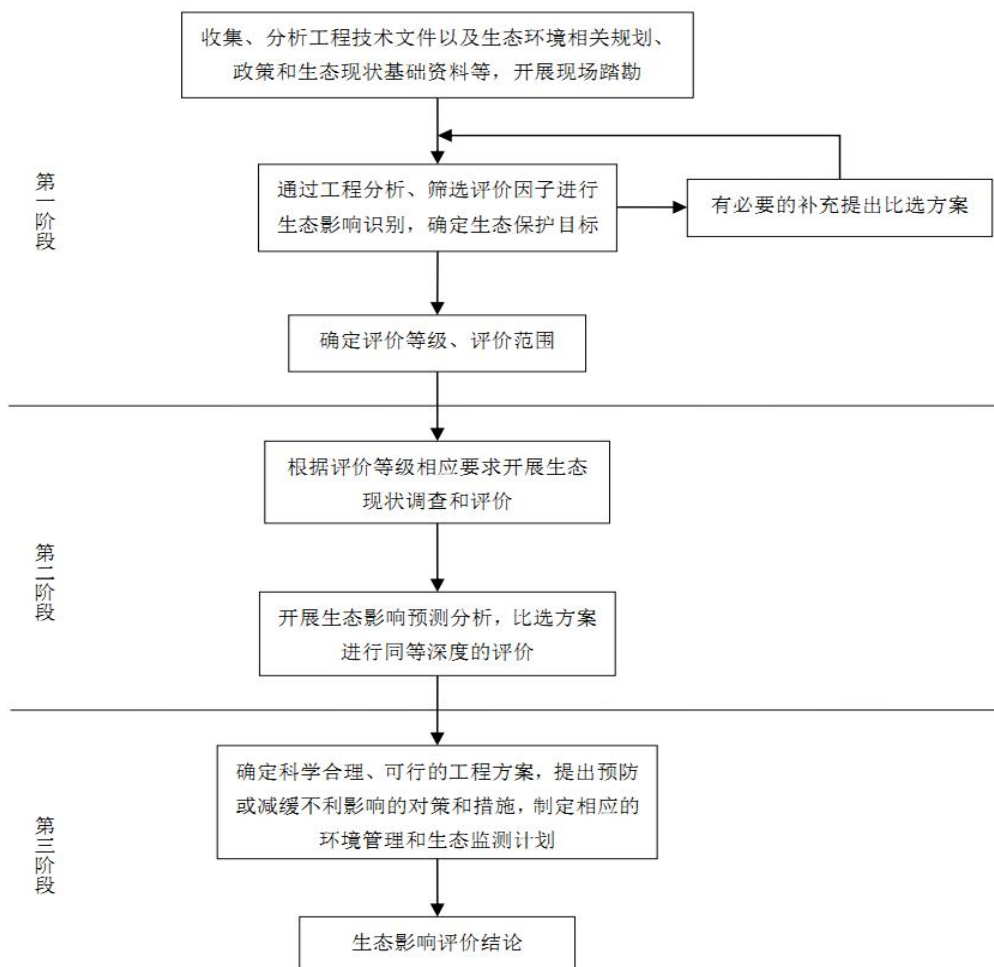 收集、分析工程技术文件以及生态环境相关规划、
政策和生态现状基础资料等，开展现场踏勘
第一阶段
通过工程分析、筛选评价因子进行
生态影响识别，确定生态保护目标
有必要的补充提出比选方案
确定评价等级、评价范围
第二阶段
根据评价等级相应要求开展生态
现状调查和评价
开展生态影响预测分析，比选方案
进行同等深度的评价
第三阶段
确定科学合理、可行的工程方案，提出预防
或减缓不利影响的对策和措施，制定相应的
环境管理和生态监测计划
生态影响评价结论